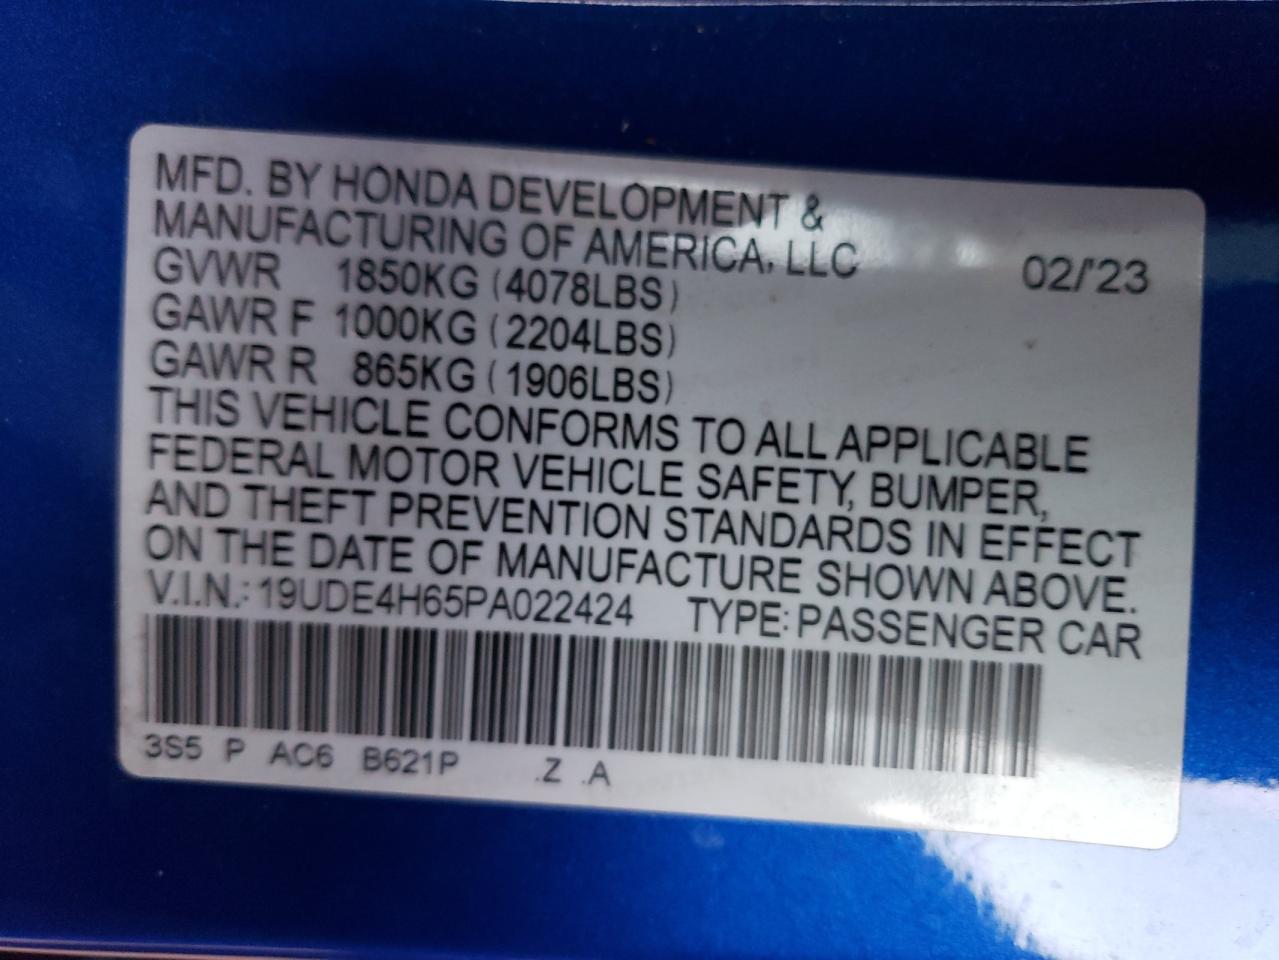 MFD. BY HONDA DEVELOPMENT &
MANUFACTURING OF AMERICA, LLC 02/'23
GVWR 1850KG (4078LBS)
GAWR F 1000KG (2204LBS)
GAWR R 865KG (1906LBS)
THIS VEHICLE CONFORMS TO ALL APPLICABLE
FEDERAL MOTOR VEHICLE SAFETY, BUMPER,
AND THEFT PREVENTION STANDARDS IN EFFECT
ON THE DATE OF MANUFACTURE SHOWN ABOVE.
V.I.N.: 19UDE4H65PA022424 TYPE: PASSENGER CAR
3S5 P AC6 B621P .Z .A